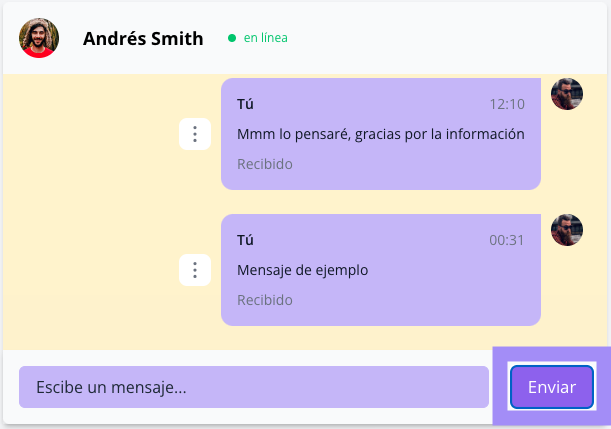 Andrés Smith en línea
Tú 12:10
Mmm lo pensaré, gracias por la información
Recibido
Tú 00:31
Mensaje de ejemplo
Recibido
Escibe un mensaje...
Enviar